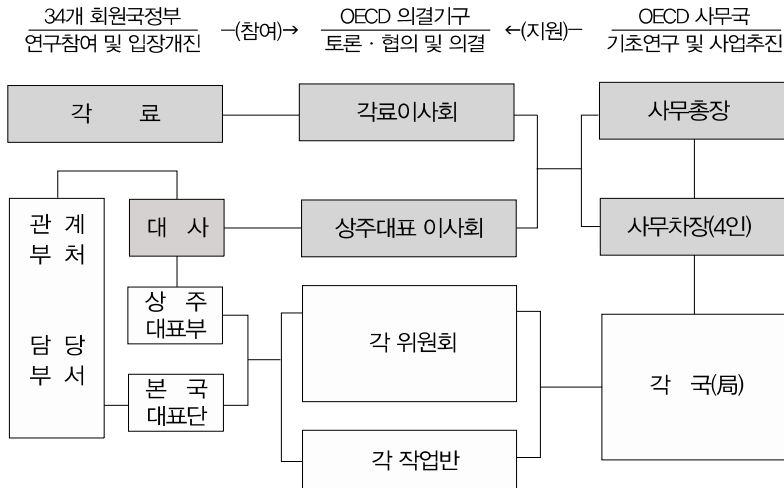 34개 회원국정부
연구참여 및 입장개진
─(참여)→
OECD 의결기구
토론 · 협의 및 의결
←(지원)─
OECD 사무국
기초연구 및 사업추진
각 료
각료이사회
사무총장
관 계
부 처
담 당
부 서
대 사
상주대표 이사회
사무차장(4인)
상 주
대표부
본 국
대표단
각 위원회
각 작업반
각 국(局)